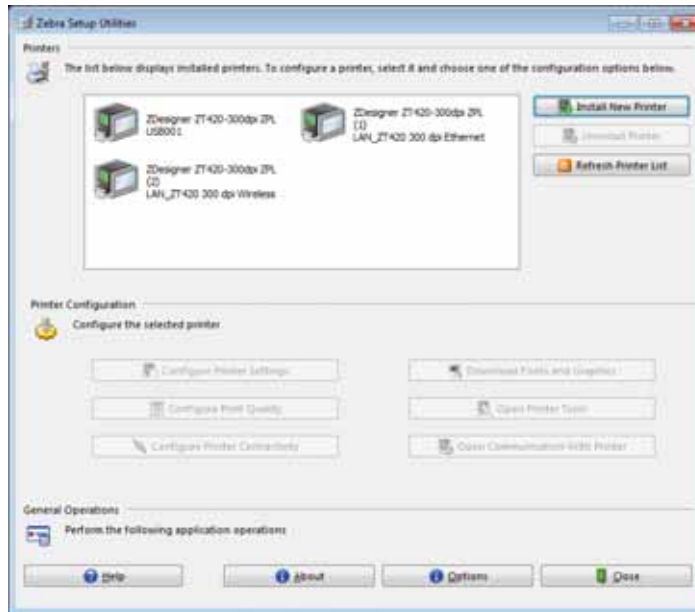 Zebra Setup Utilities
Printers
The list below displays installed printers. To configure a printer, select it and choose one of the configuration options below.
ZDesigner ZT420-300dpi ZPL
USB001
ZDesigner ZT420-300dpi ZPL
(1)
LAN_ZT420 300 dpi Ethernet
ZDesigner ZT420-300dpi ZPL
(2)
LAN_ZT420 300 dpi Wireless
Install New Printer
Uninstall Printer
Refresh Printer List
Printer Configuration
Configure the selected printer
Configure Printer Settings
Download Fonts and Graphics
Configure Print Quality
Open Printer Tools
Configure Printer Connectivity
Open Communication With Printer
General Operations
Perform the following application operations
Help
About
Options
Close